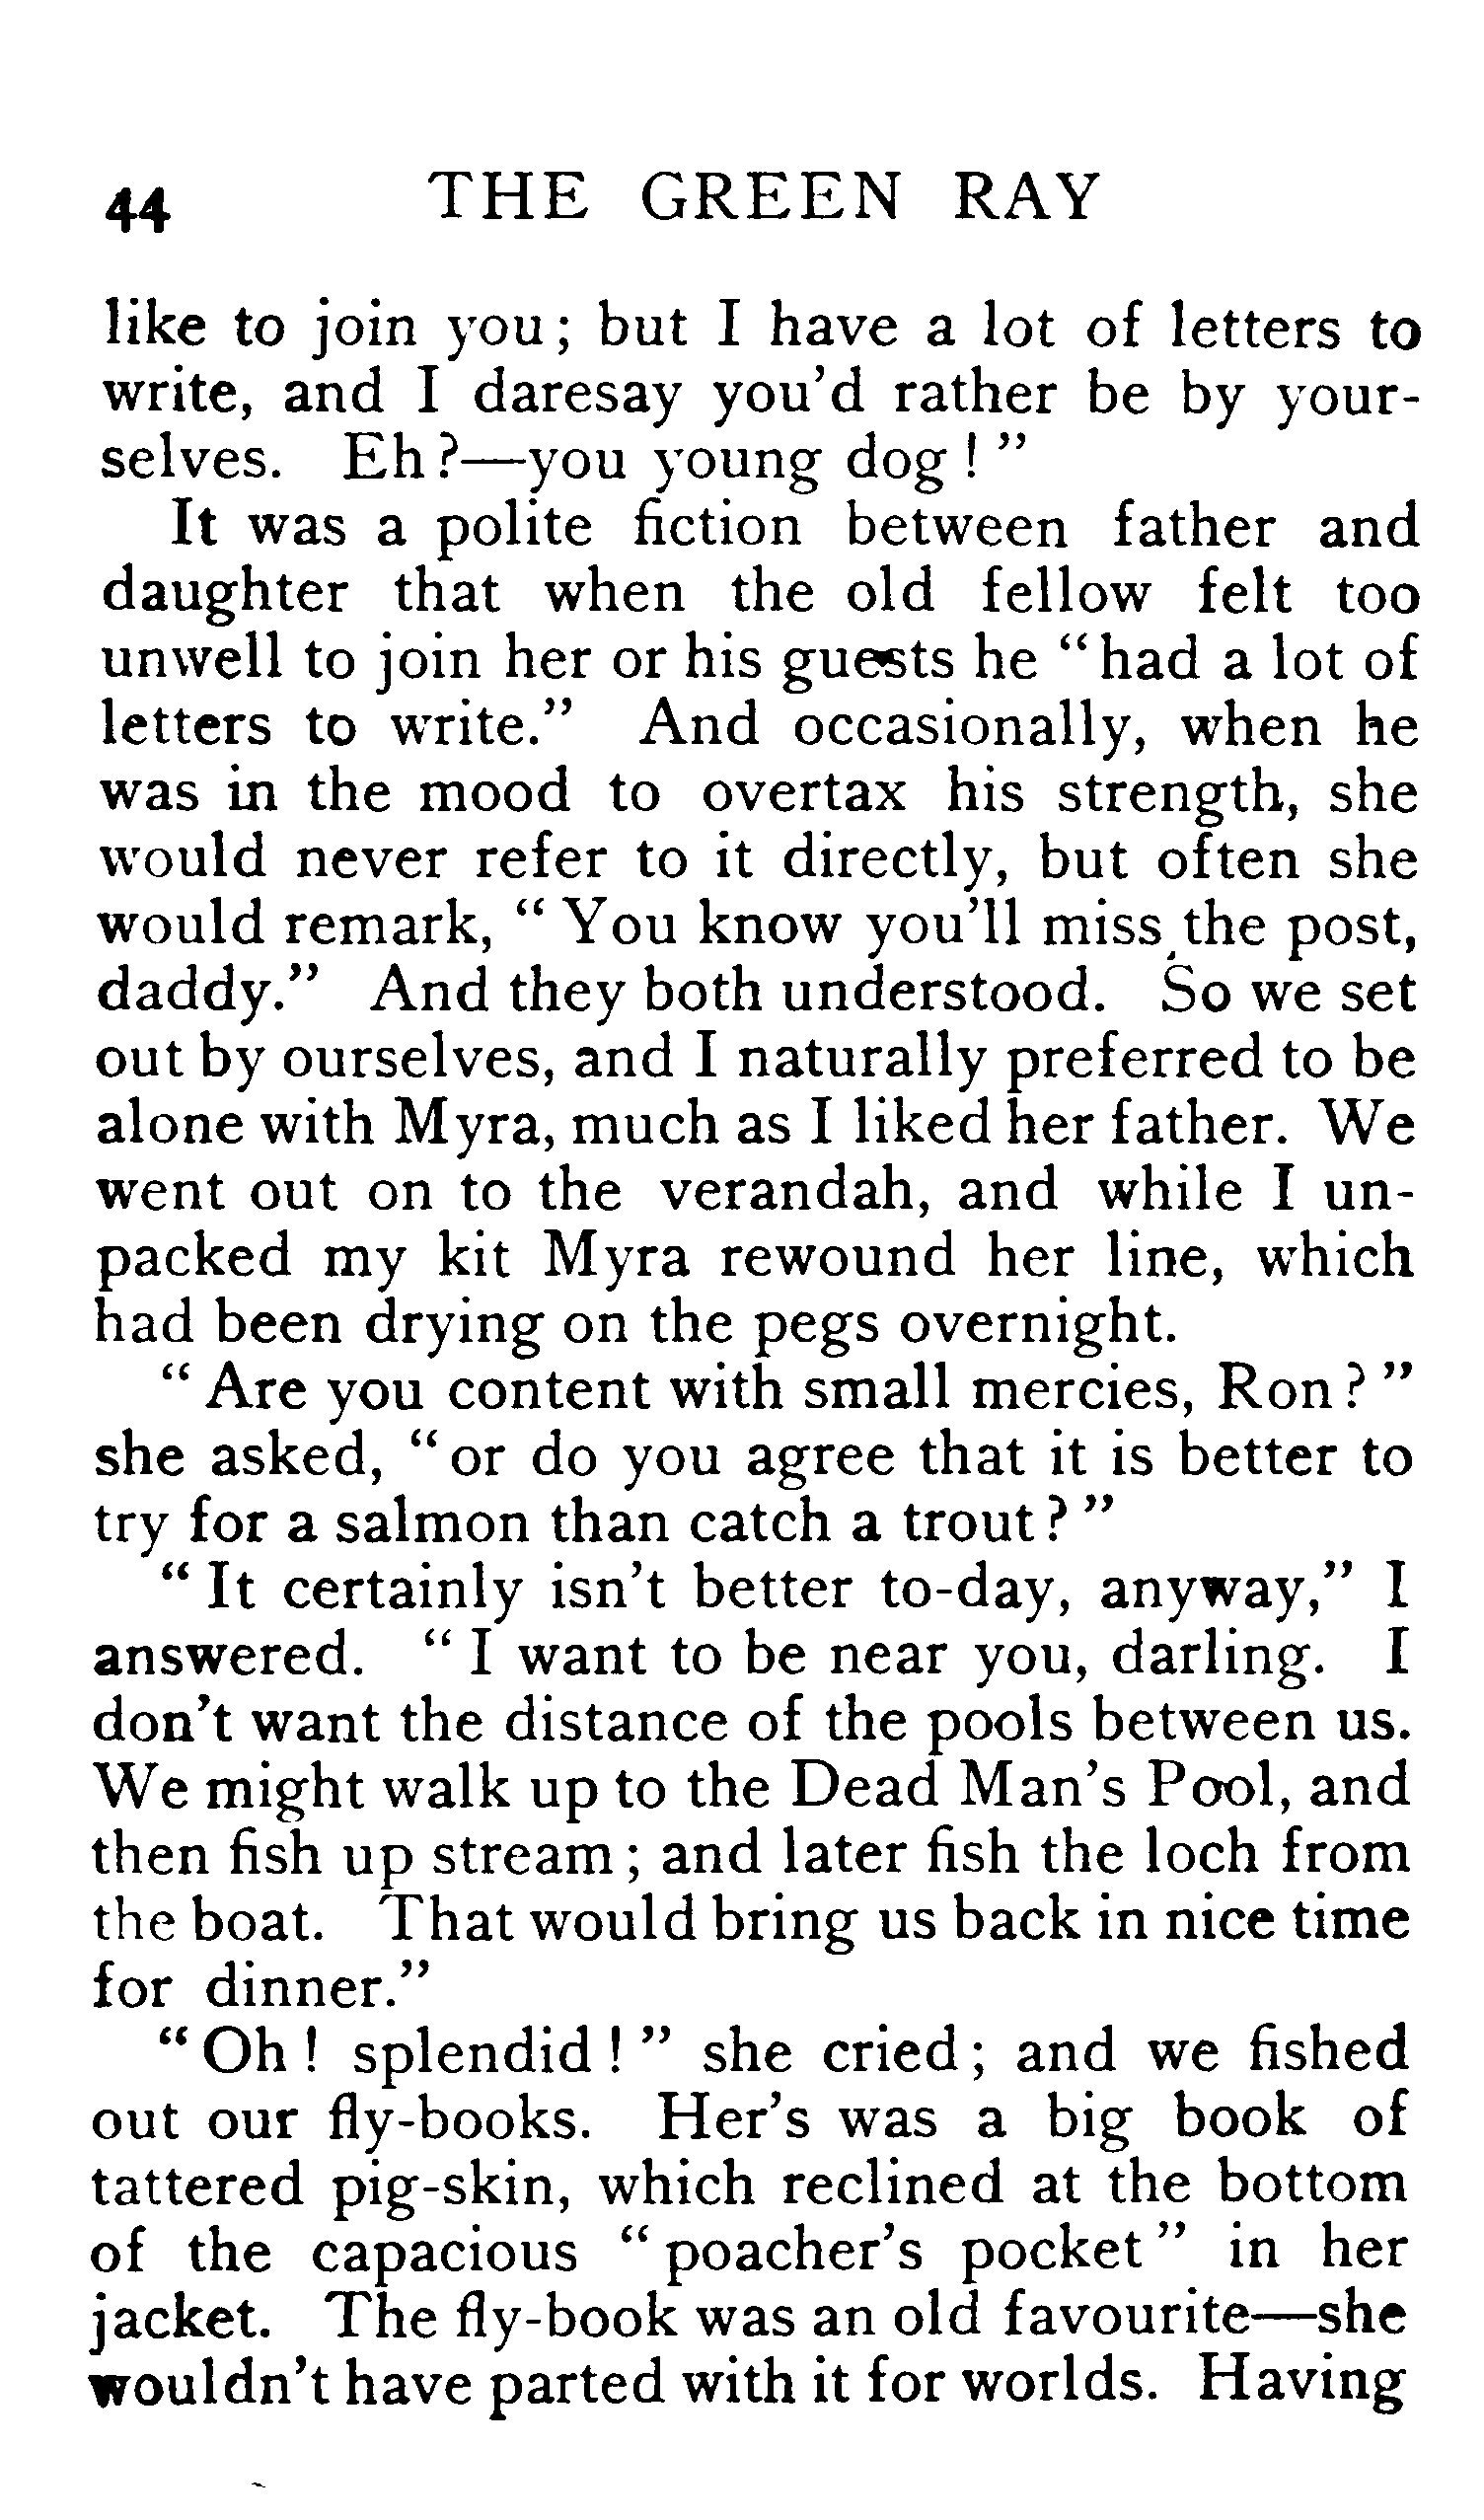 44 THE GREEN RAY
like to join you; but I have a lot of letters to
write, and I daresay you'd rather be by your-
selves. Eh?—you young dog!"
It was a polite fiction between father and
daughter that when the old fellow felt too
unwell to join her or his guests he "had a lot of
letters to write." And occasionally, when he
was in the mood to overtax his strength, she
would never refer to it directly, but often she
would remark, "You know you'll miss the post,
daddy." And they both understood. So we set
out by ourselves, and I naturally preferred to be
alone with Myra, much as I liked her father. We
went out on to the verandah, and while I un-
packed my kit Myra rewound her line, which
had been drying on the pegs overnight.
"Are you content with small mercies, Ron?"
she asked, "or do you agree that it is better to
try for a salmon than catch a trout?"
"It certainly isn't better to-day, anyway," I
answered. "I want to be near you, darling. I
don't want the distance of the pools between us.
We might walk up to the Dead Man's Pool, and
then fish up stream; and later fish the loch from
the boat. That would bring us back in nice time
for dinner."
"Oh! splendid!" she cried; and we fished
out our fly-books. Her's was a big book of
tattered pig-skin, which reclined at the bottom
of the capacious "poacher's pocket" in her
jacket. The fly-book was an old favourite—she
wouldn't have parted with it for worlds. Having